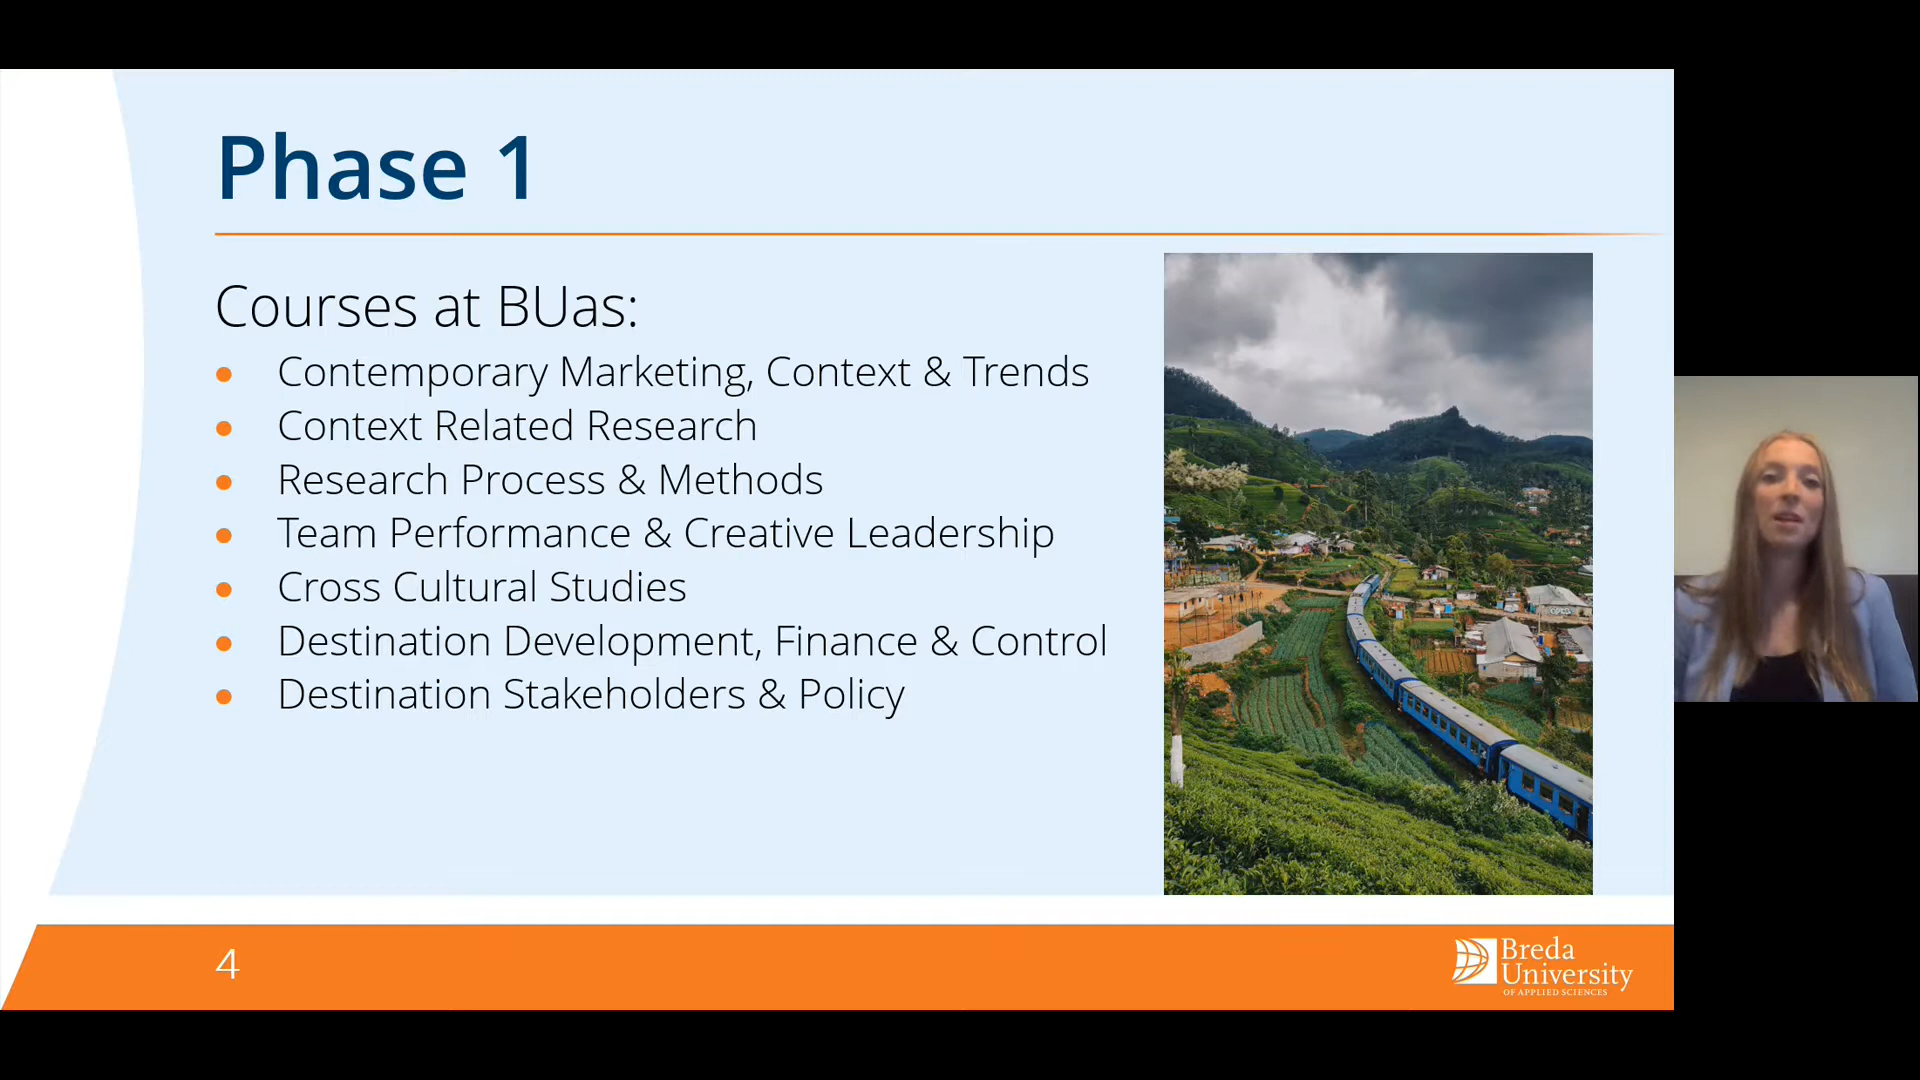 Phase 1
Courses at BUas:
Contemporary Marketing, Context & Trends
Context Related Research
Research Process & Methods
Team Performance & Creative Leadership
Cross Cultural Studies
Destination Development, Finance & Control
Destination Stakeholders & Policy
4
Breda
University
OF APPLIED SCIENCES